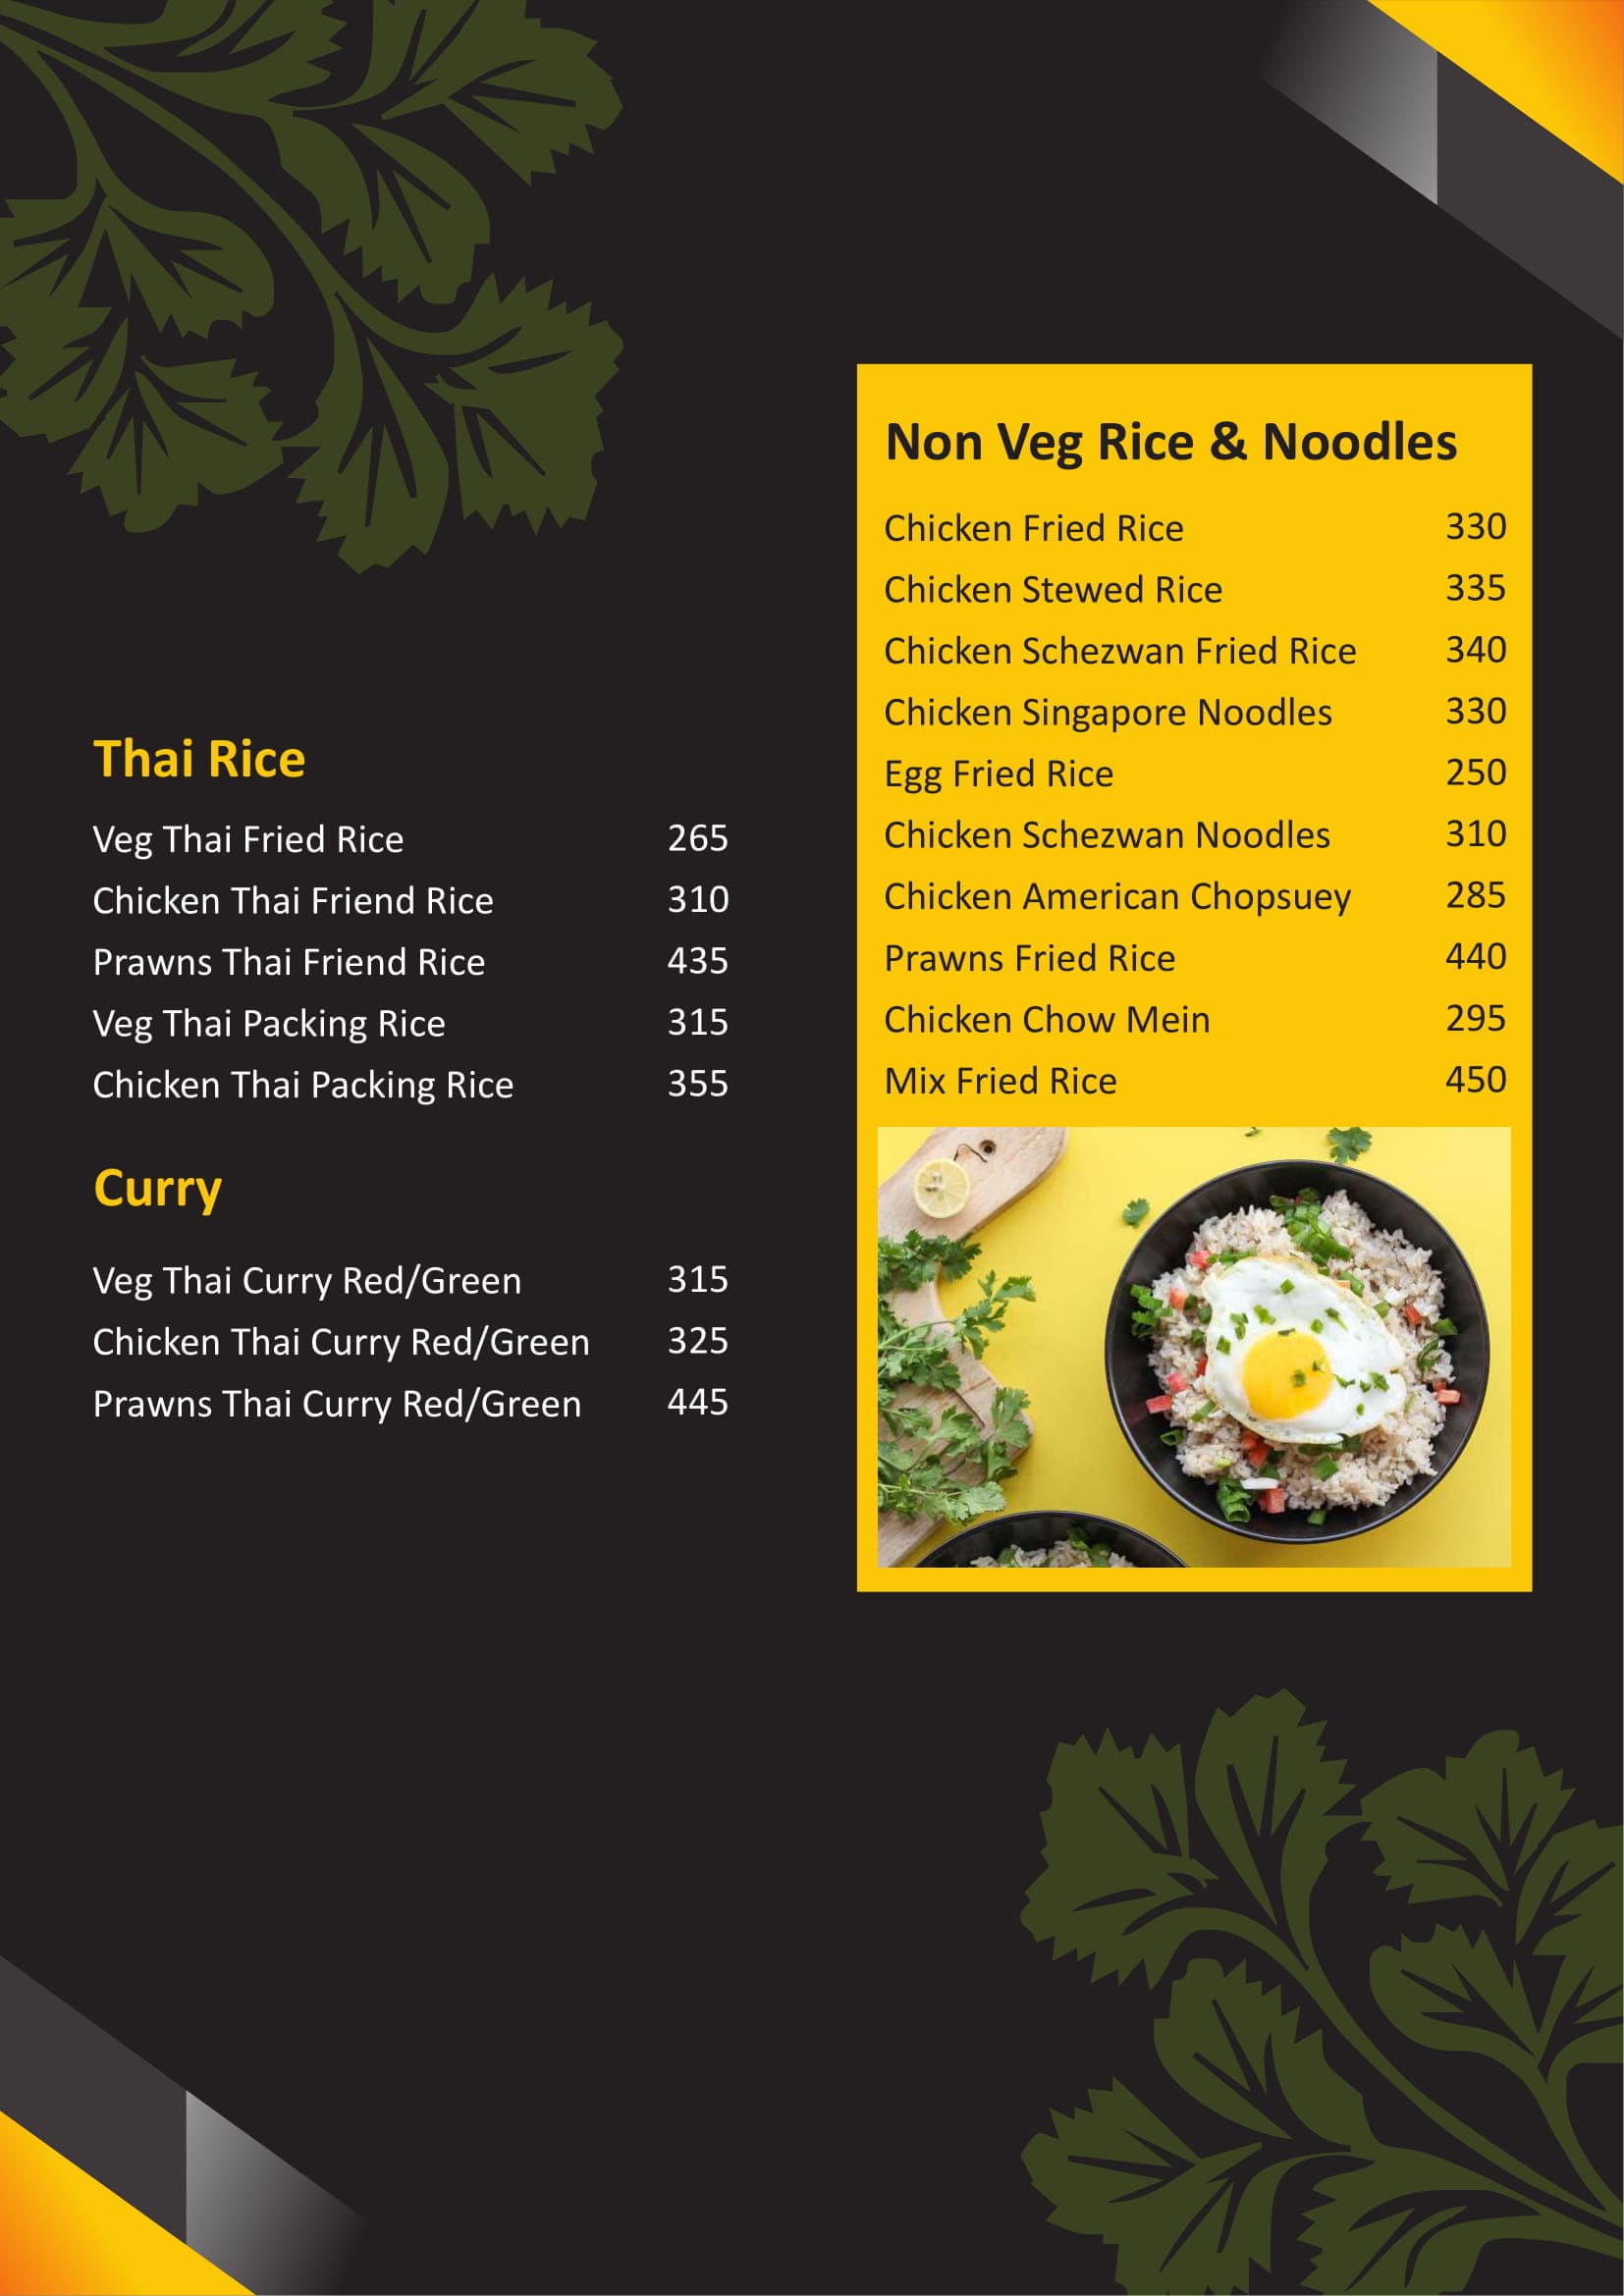 Thai Rice
Veg Thai Fried Rice 265
Chicken Thai Friend Rice 310
Prawns Thai Friend Rice 435
Veg Thai Packing Rice 315
Chicken Thai Packing Rice 355
Curry
Veg Thai Curry Red/Green 315
Chicken Thai Curry Red/Green 325
Prawns Thai Curry Red/Green 445
Non Veg Rice & Noodles
Chicken Fried Rice 330
Chicken Stewed Rice 335
Chicken Schezwan Fried Rice 340
Chicken Singapore Noodles 330
Egg Fried Rice 250
Chicken Schezwan Noodles 310
Chicken American Chopsuey 285
Prawns Fried Rice 440
Chicken Chow Mein 295
Mix Fried Rice 450